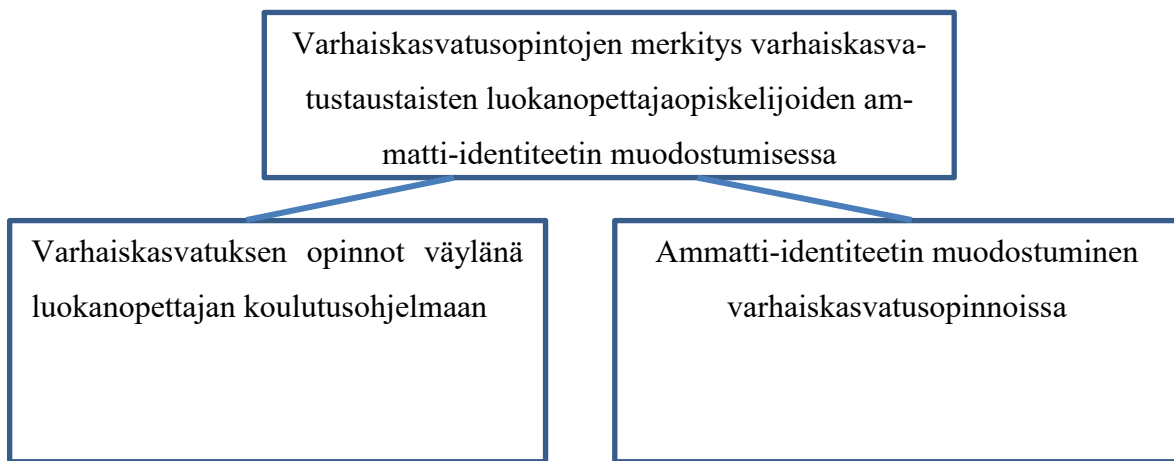 Varhaiskasvatusopintojen merkitys varhaiskasva-
tustaustaisten luokanopettajaopiskelijoiden am-
matti-identiteetin muodostumisessa
Varhaiskasvatuksen opinnot väylänä
luokanopettajan koulutusohjelmaan
Ammatti-identiteetin muodostuminen
varhaiskasvatusopinnoissa